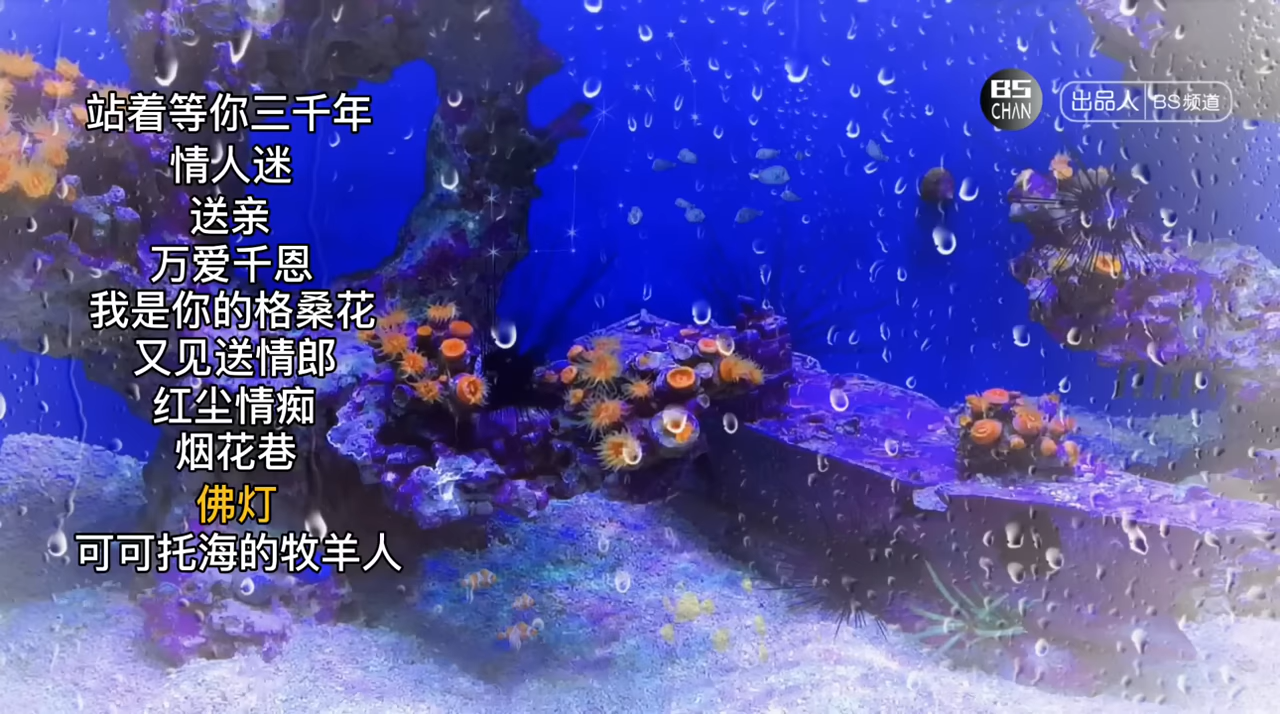 站着等你三千年
情人迷
送亲
万爱千恩
我是你的格桑花
又见送情郎
红尘情痴
烟花巷
佛灯
可可托海的牧羊人
BS
CHAN
出品人 BS频道